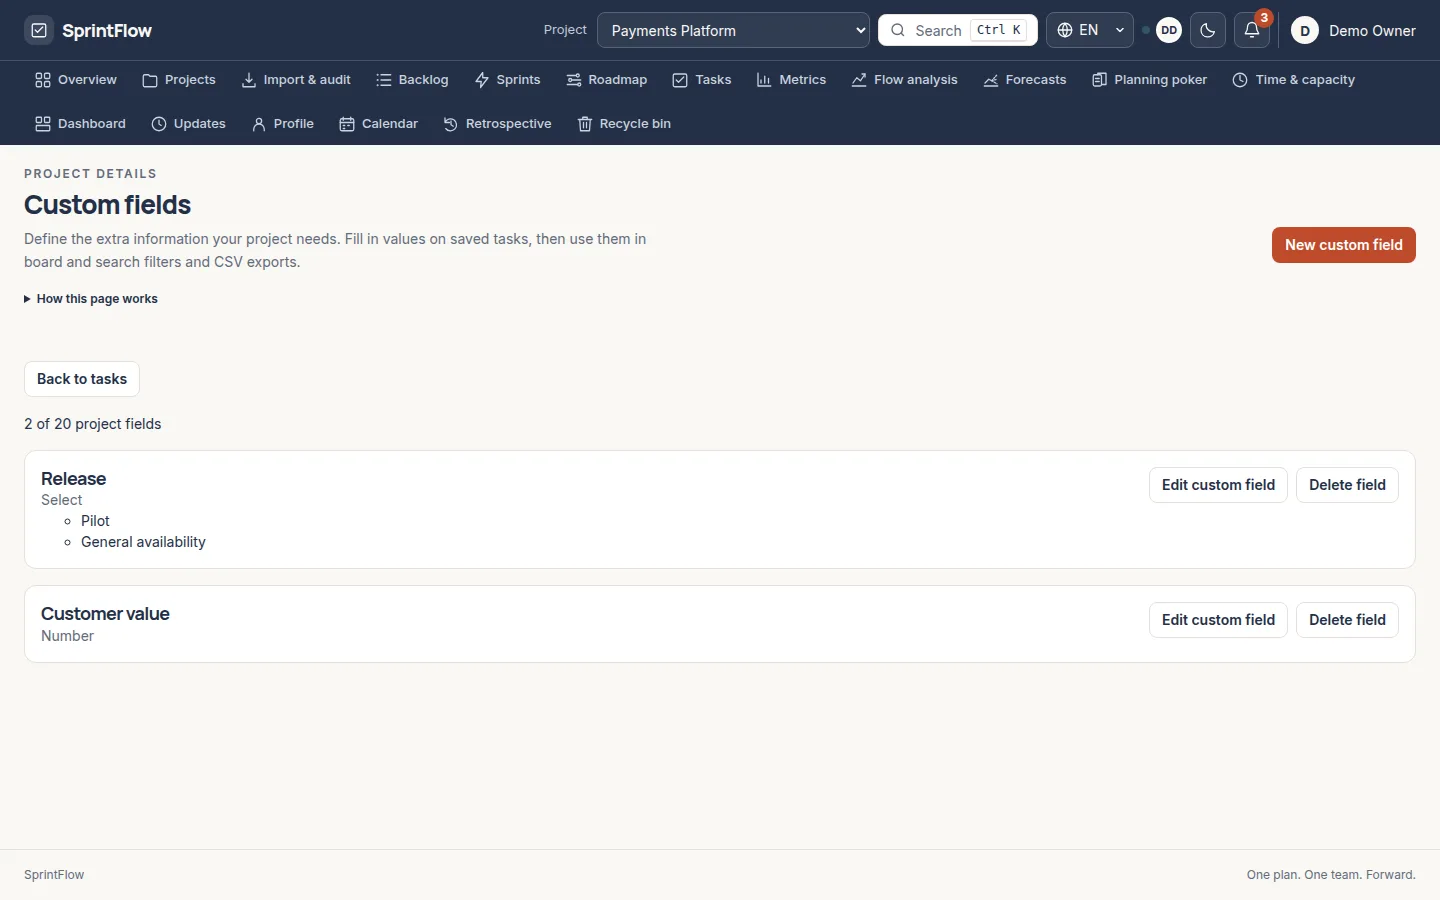 SprintFlow
Project
Payments Platform
Search Ctrl K
EN
DD
3
D
Demo Owner
Overview
Projects
Import & audit
Backlog
Sprints
Roadmap
Tasks
Metrics
Flow analysis
Forecasts
Planning poker
Time & capacity
Dashboard
Updates
Profile
Calendar
Retrospective
Recycle bin
PROJECT DETAILS
Custom fields
Define the extra information your project needs. Fill in values on saved tasks, then use them in
board and search filters and CSV exports.
New custom field
How this page works
Back to tasks
2 of 20 project fields
Release
Select
Pilot
General availability
Edit custom field
Delete field
Customer value
Number
Edit custom field
Delete field
SprintFlow
One plan. One team. Forward.